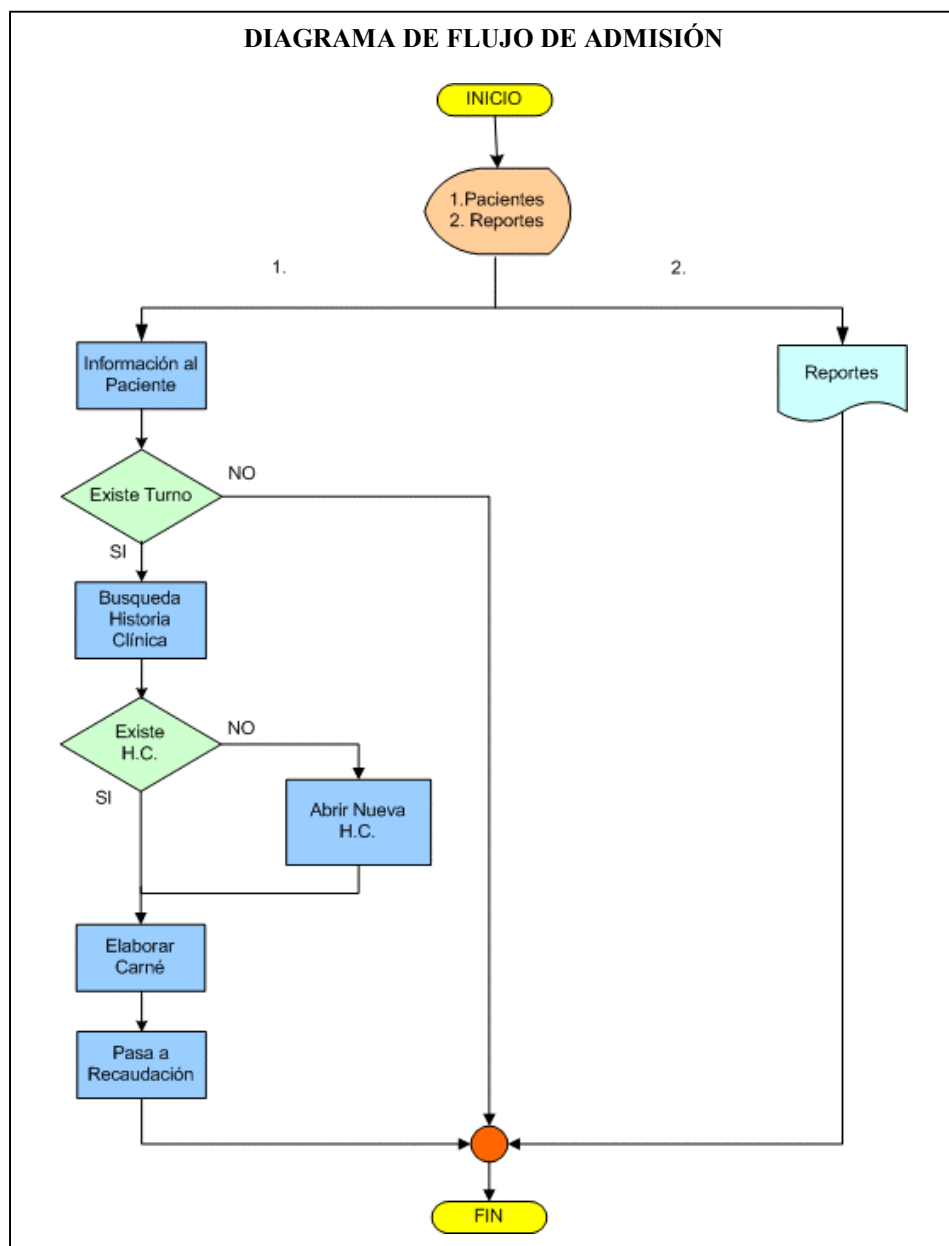 DIAGRAMA DE FLUJO DE ADMISIÓN
INICIO
1.Pacientes
2. Reportes
1.
2.
Información al
Paciente
Reportes
Existe Turno
NO
SI
Busqueda
Historia
Clínica
Existe
H.C.
NO
SI
Abrir Nueva
H.C.
Elaborar
Carné
Pasa a
Recaudación
FIN